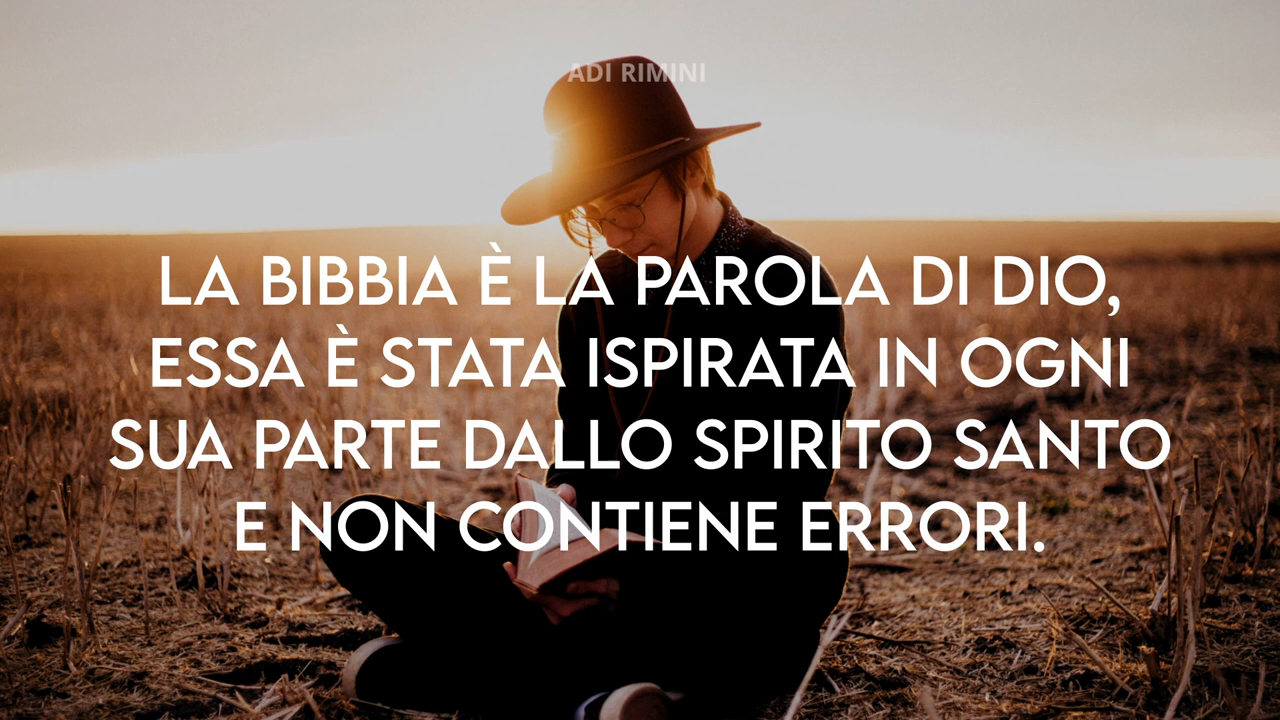 ADI RIMINI
LA BIBBIA È LA PAROLA DI DIO,
ESSA È STATA ISPIRATA IN OGNI
SUA PARTE DALLO SPIRITO SANTO
E NON CONTIENE ERRORI.